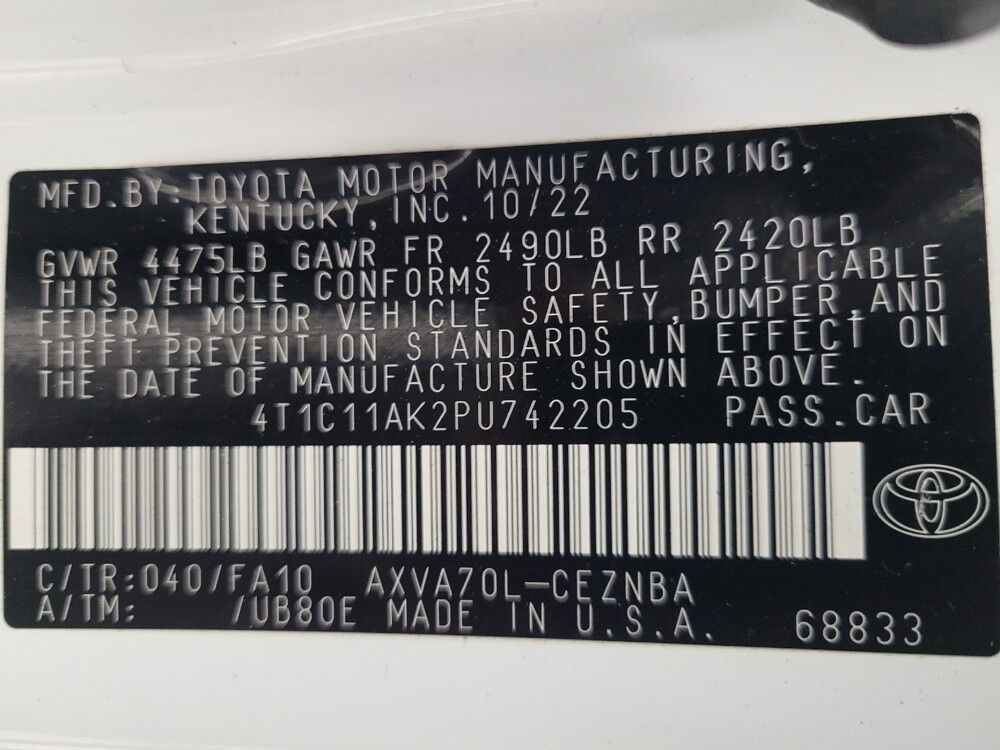 MFD.BY:TOYOTA MOTOR MANUFACTURING,
KENTUCKY, INC. 10/22
GVWR 4475LB GAWR FR 2490LB RR 2420LB
THIS VEHICLE CONFORMS TO ALL APPLICABLE
FEDERAL MOTOR VEHICLE SAFETY,BUMPER,AND
THEFT PREVENTION STANDARDS IN EFFECT ON
THE DATE OF MANUFACTURE SHOWN ABOVE.
4T1C11AK2PU742205 PASS.CAR
C/TR:040/FA10 AXVA70L-CEZNBA
A/TM: /UB80E MADE IN U.S.A. 68833